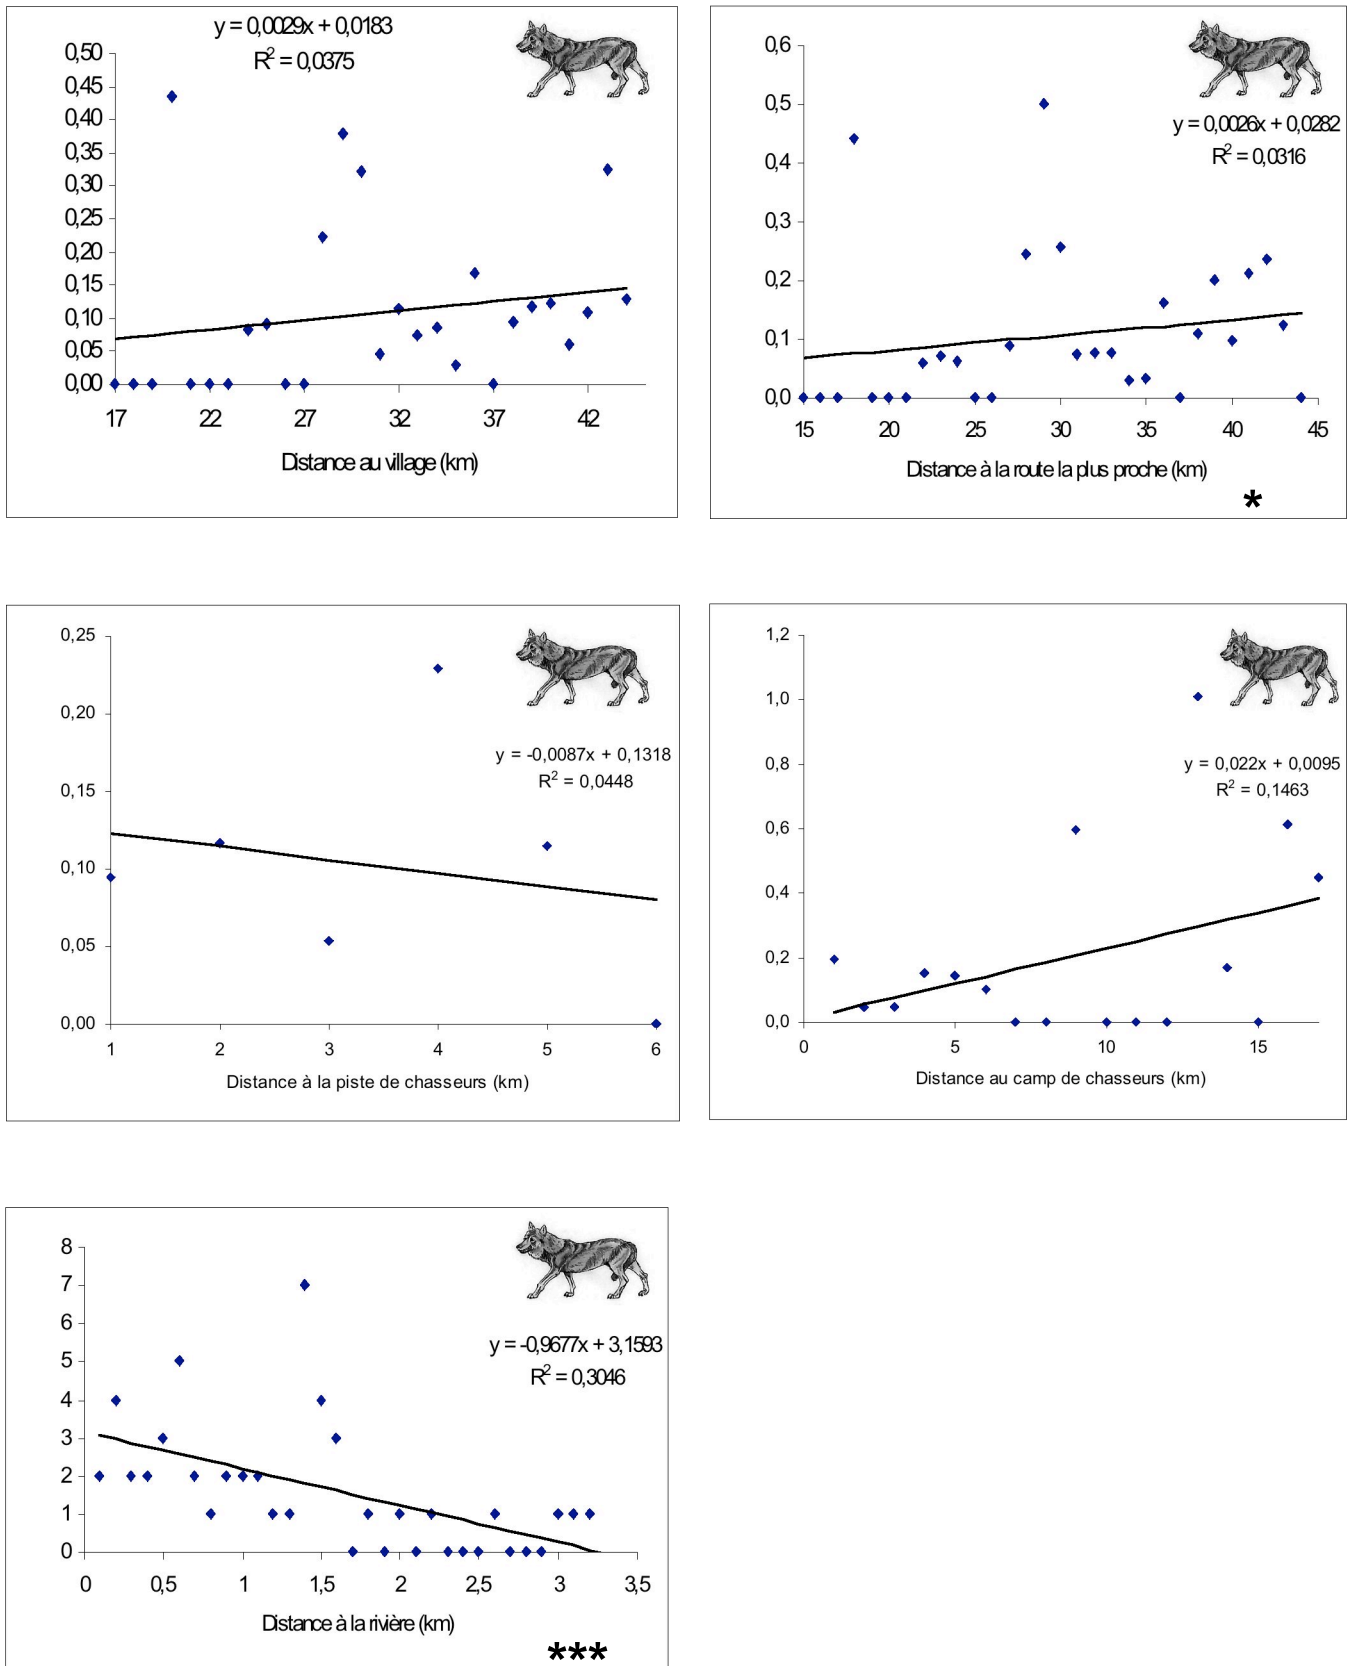 y = 0,0029x + 0,0183
R² = 0,0375
0,50
0,45
0,40
0,35
0,30
0,25
0,20
0,15
0,10
0,05
0,00
17 22 27 32 37 42
Distance au village (km)
0,6
0,5
0,4
0,3
0,2
0,1
0,0
y = 0,0026x + 0,0282
R² = 0,0316
15 20 25 30 35 40 45
Distance à la route la plus proche (km)
*
0,25
0,20
0,15
0,10
0,05
0,00
y = -0,0087x + 0,1318
R² = 0,0448
1 2 3 4 5 6
Distance à la piste de chasseurs (km)
1,2
1,0
0,8
0,6
0,4
0,2
0,0
y = 0,022x + 0,0095
R² = 0,1463
0 5 10 15
Distance au camp de chasseurs (km)
8
7
6
5
4
3
2
1
0
y = -0,9677x + 3,1593
R² = 0,3046
0 0,5 1 1,5 2 2,5 3 3,5
Distance à la rivière (km)
***